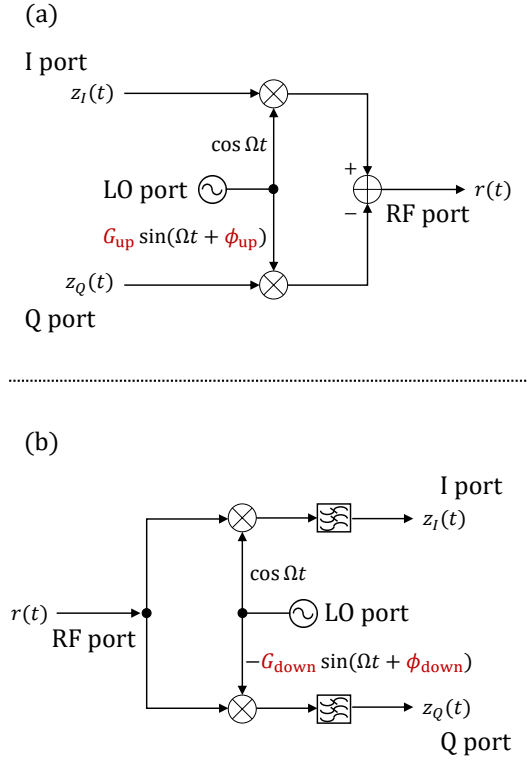 (a)
I port
z_I(t)
cos Ωt
LO port
+
−
r(t)
RF port
G_up sin(Ωt + ϕ_up)
z_Q(t)
Q port
(b)
I port
z_I(t)
cos Ωt
r(t)
LO port
RF port
−G_down sin(Ωt + ϕ_down)
z_Q(t)
Q port